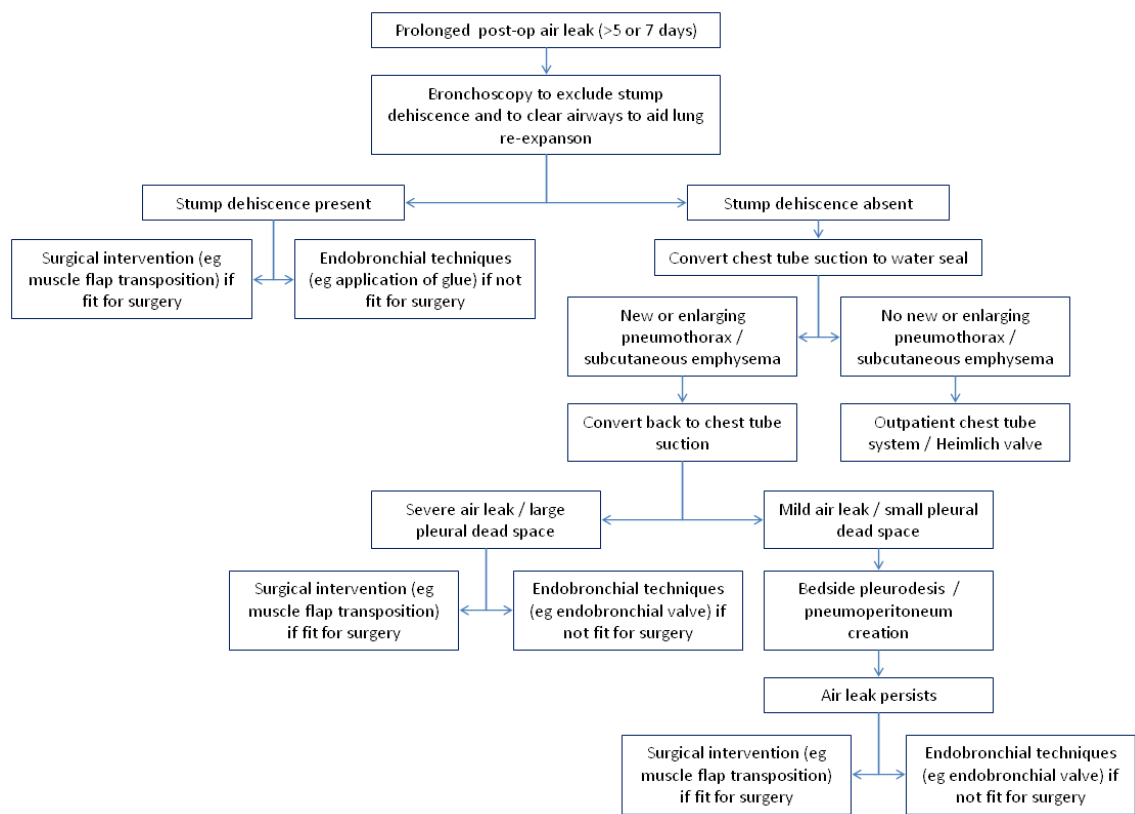 Prolonged post-op air leak (>5 or 7 days)
Bronchoscopy to exclude stump
dehiscence and to clear airways to aid lung
re-expanson
Stump dehiscence present
Stump dehiscence absent
Surgical intervention (eg
muscle flap transposition) if
fit for surgery
Endobronchial techniques
(eg application of glue) if not
fit for surgery
Convert chest tube suction to water seal
New or enlarging
pneumothorax /
subcutaneous emphysema
No new or enlarging
pneumothorax /
subcutaneous emphysema
Convert back to chest tube
suction
Outpatient chest tube
system / Heimlich valve
Severe air leak / large
pleural dead space
Mild air leak / small pleural
dead space
Surgical intervention (eg
muscle flap transposition)
if fit for surgery
Endobronchial techniques
(eg endobronchial valve) if
not fit for surgery
Bedside pleurodesis /
pneumoperitoneum
creation
Air leak persists
Surgical intervention (eg
muscle flap transposition)
if fit for surgery
Endobronchial techniques
(eg endobronchial valve) if
not fit for surgery